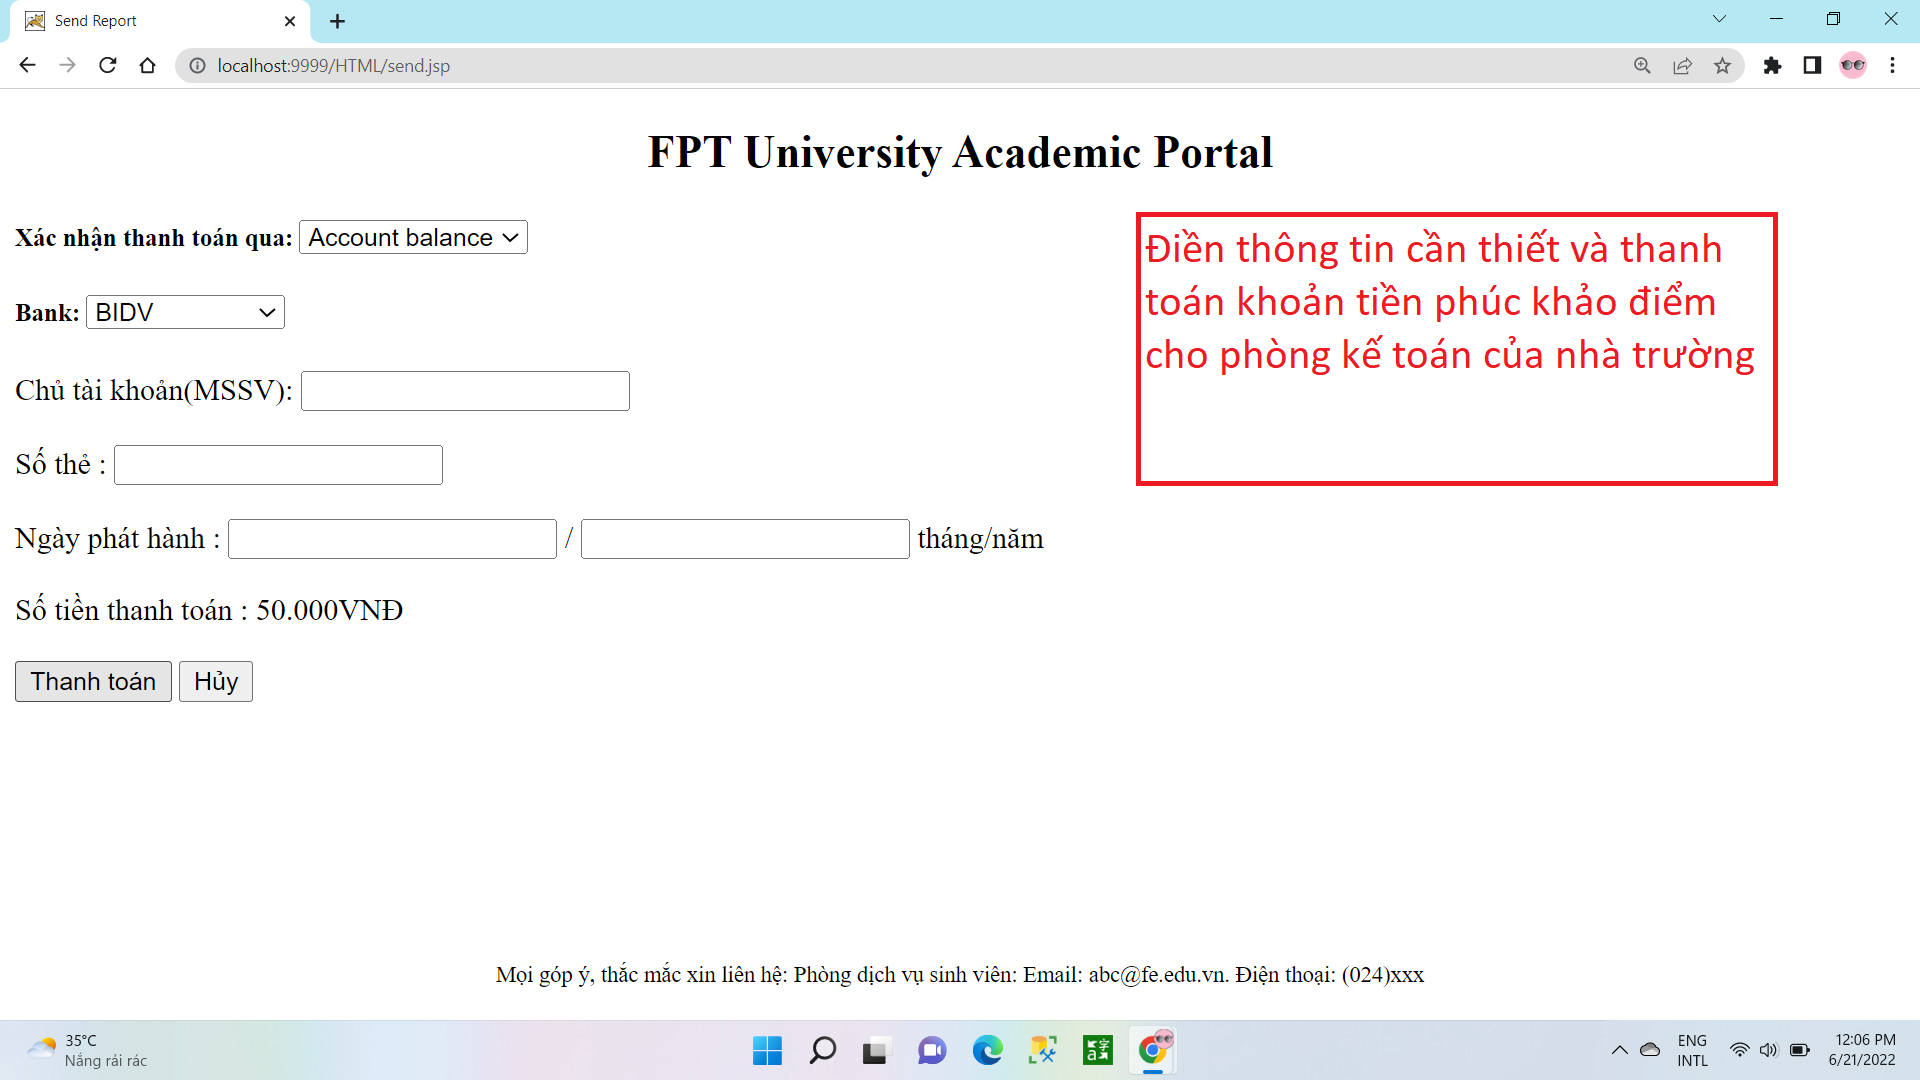 Send Report
localhost:9999/HTML/send.jsp
FPT University Academic Portal
Xác nhận thanh toán qua: Account balance
Bank: BIDV
Chủ tài khoản(MSSV):
Số thẻ :
Ngày phát hành : / tháng/năm
Số tiền thanh toán : 50.000VNĐ
Thanh toán Hủy
Điền thông tin cần thiết và thanh
toán khoản tiền phúc khảo điểm
cho phòng kế toán của nhà trường
Mọi góp ý, thắc mắc xin liên hệ: Phòng dịch vụ sinh viên: Email: abc@fe.edu.vn. Điện thoại: (024)xxx
35°C
Nắng rải rác
ENG
INTL
12:06 PM
6/21/2022